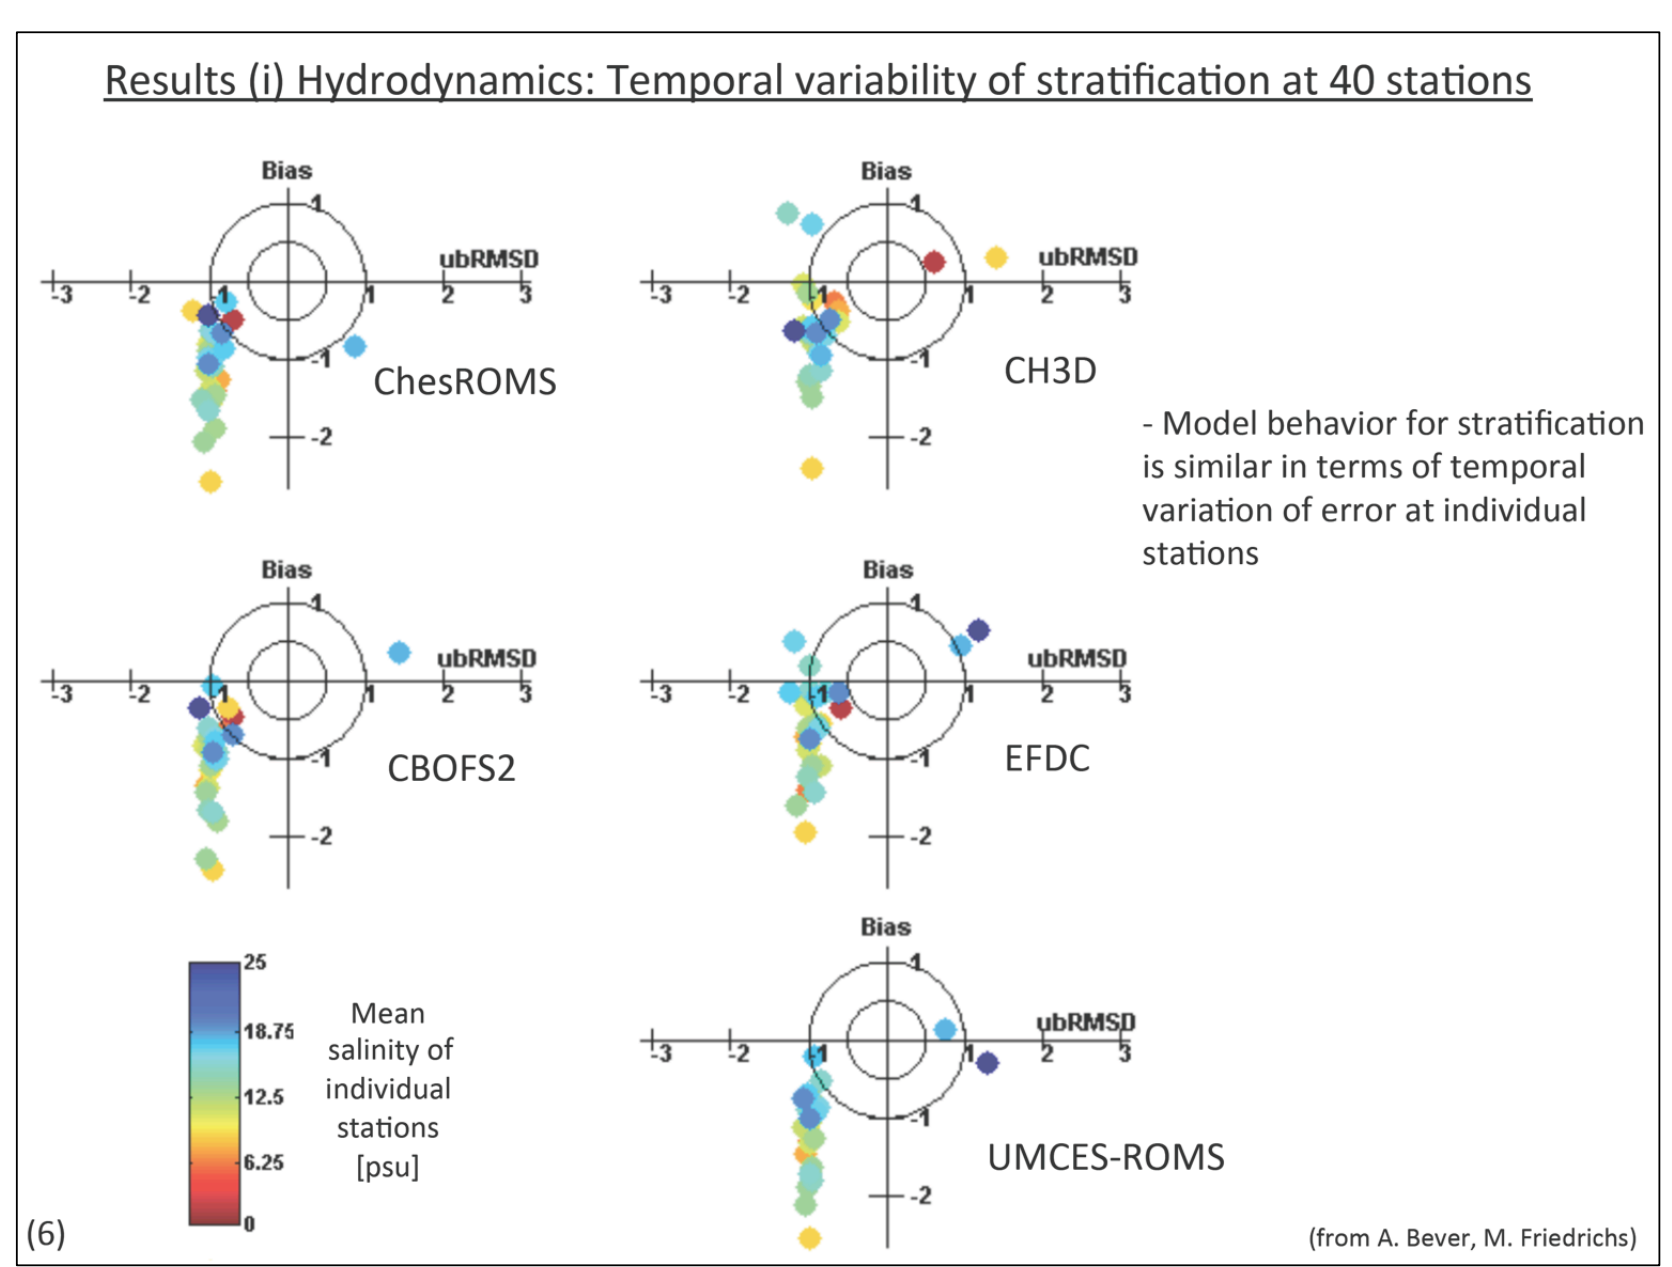 Results (i) Hydrodynamics: Temporal variability of stratification at 40 stations
Bias
1
ubRMSD
-3 -2 -1 1 2 3
-1
-2
ChesROMS
Bias
1
ubRMSD
-3 -2 -1 1 2 3
-1
-2
CH3D
- Model behavior for stratification
is similar in terms of temporal
variation of error at individual
stations
Bias
1
ubRMSD
-3 -2 -1 1 2 3
-1
-2
CBOFS2
Bias
1
ubRMSD
-3 -2 -1 1 2 3
-1
-2
EFDC
25
18.75
12.5
6.25
0
Mean
salinity of
individual
stations
[psu]
Bias
1
ubRMSD
-3 -2 -1 1 2 3
-1
-2
UMCES-ROMS
(6)
(from A. Bever, M. Friedrichs)